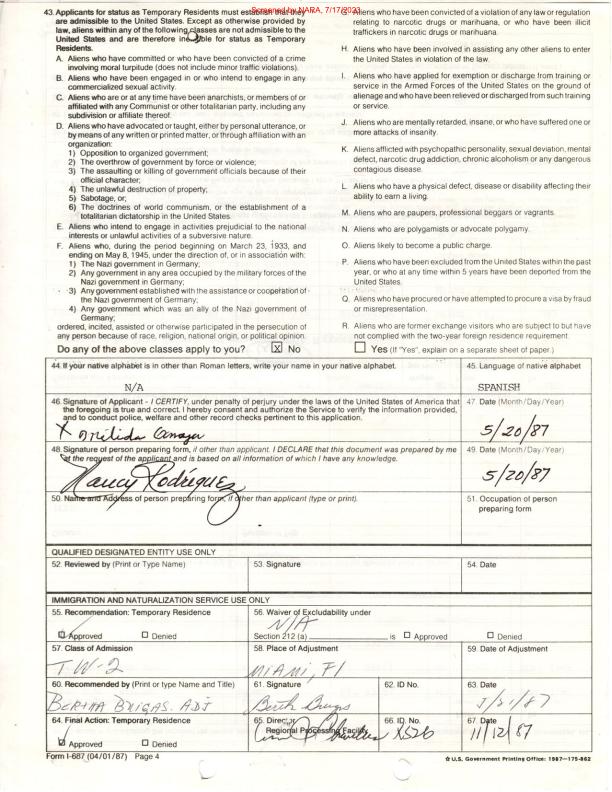 Screened by NARA, 7/17/2023
43. Applicants for status as Temporary Residents must establish that they
are admissible to the United States. Except as otherwise provided by
law, aliens within any of the following classes are not admissible to the
United States and are therefore ineligible for status as Temporary
Residents.
A. Aliens who have committed or who have been convicted of a crime
involving moral turpitude (does not include minor traffic violations).
B. Aliens who have been engaged in or who intend to engage in any
commercialized sexual activity.
C. Aliens who are or at any time have been anarchists, or members of or
affiliated with any Communist or other totalitarian party, including any
subdivision or affiliate thereof.
D. Aliens who have advocated or taught, either by personal utterance, or
by means of any written or printed matter, or through affiliation with an
organization:
1) Opposition to organized government;
2) The overthrow of government by force or violence;
3) The assaulting or killing of government officials because of their
official character;
4) The unlawful destruction of property;
5) Sabotage, or;
6) The doctrines of world communism, or the establishment of a
totalitarian dictatorship in the United States.
E. Aliens who intend to engage in activities prejudicial to the national
interests or unlawful activities of a subversive nature.
F. Aliens who, during the period beginning on March 23, 1933, and
ending on May 8, 1945, under the direction of, or in association with:
1) The Nazi government in Germany;
2) Any government in any area occupied by the military forces of the
Nazi government in Germany;
3) Any government established with the assistance or cooperation of
the Nazi government of Germany;
4) Any government which was an ally of the Nazi government of
Germany;
ordered, incited, assisted or otherwise participated in the persecution of
any person because of race, religion, national origin, or political opinion.
G. Aliens who have been convicted of a violation of any law or regulation
relating to narcotic drugs or marihuana, or who have been illicit
traffickers in narcotic drugs or marihuana.
H. Aliens who have been involved in assisting any other aliens to enter
the United States in violation of the law.
I. Aliens who have applied for exemption or discharge from training or
service in the Armed Forces of the United States on the ground of
alienage and who have been relieved or discharged from such training
or service.
J. Aliens who are mentally retarded, insane, or who have suffered one or
more attacks of insanity.
K. Aliens afflicted with psychopathic personality, sexual deviation, mental
defect, narcotic drug addiction, chronic alcoholism or any dangerous
contagious disease.
L. Aliens who have a physical defect, disease or disability affecting their
ability to earn a living.
M. Aliens who are paupers, professional beggars or vagrants.
N. Aliens who are polygamists or advocate polygamy.
O. Aliens likely to become a public charge.
P. Aliens who have been excluded from the United States within the past
year, or who at any time within 5 years have been deported from the
United States.
Q. Aliens who have procured or have attempted to procure a visa by fraud
or misrepresentation.
R. Aliens who are former exchange visitors who are subject to but have
not complied with the two-year foreign residence requirement.
Do any of the above classes apply to you? X No Yes (If "Yes", explain on a separate sheet of paper.)
44. If your native alphabet is in other than Roman letters, write your name in your native alphabet.
N/A
45. Language of native alphabet
SPANISH
46. Signature of Applicant - I CERTIFY, under penalty of perjury under the laws of the United States of America that
the foregoing is true and correct. I hereby consent and authorize the Service to verify the information provided,
and to conduct police, welfare and other record checks pertinent to this application.
X
47. Date (Month/Day/Year)
5/20/87
48. Signature of person preparing form, if other than applicant. I DECLARE that this document was prepared by me
at the request of the applicant and is based on all information of which I have any knowledge.
Nancy Rodriguez
49. Date (Month/Day/Year)
5/20/87
50. Name and Address of person preparing form, if other than applicant (type or print).
51. Occupation of person
preparing form
QUALIFIED DESIGNATED ENTITY USE ONLY
52. Reviewed by (Print or Type Name)
53. Signature
54. Date
IMMIGRATION AND NATURALIZATION SERVICE USE ONLY
55. Recommendation: Temporary Residence
Approved Denied
56. Waiver of Excludability under
N/A
Section 212 (a) is Approved Denied
57. Class of Admission
TW-2
58. Place of Adjustment
MIAMI, Fl
59. Date of Adjustment
60. Recommended by (Print or type Name and Title)
BERTHA BRIGAS. ADJ
61. Signature
62. ID No.
63. Date
5/21/87
64. Final Action: Temporary Residence
Approved Denied
65. Director
Regional Processing Facility
66. ID. No.
X526
67. Date
11/12/87
Form I-687 (04/01/87) Page 4
☆ U.S. Government Printing Office: 1987—175-862